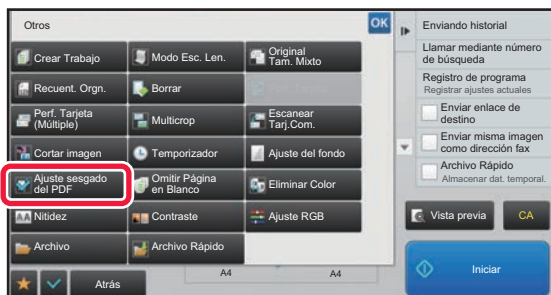 Otros
OK
Crear Trabajo
Modo Esc. Len.
Original
Tam. Mixto
Recuent. Orgn.
Borrar
Perf. Tarjeta
(Múltiple)
Multicrop
Escanear
Tarj.Com.
Cortar imagen
Temporizador
Ajuste del fondo
Ajuste sesgado
del PDF
Omitir Página
en Blanco
Eliminar Color
Nitidez
Contraste
Ajuste RGB
Archivo
Archivo Rápido
Atrás
A4
A4
Enviando historial
Llamar mediante número
de búsqueda
Registro de programa
Registrar ajustes actuales
Enviar enlace de
destino
Enviar misma imagen
como dirección fax
Archivo Rápido
Almacenar dat. temporal.
Vista previa
CA
Iniciar